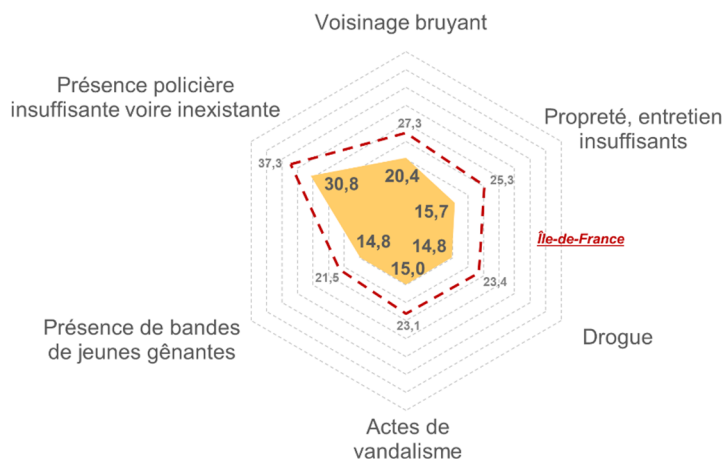 Voisinage bruyant
Présence policière
insuffisante voire inexistante
Propreté, entretien
insuffisants
27,3
37,3
25,3
30,8
20,4
15,7
14,8
14,8
15,0
Île-de-France
21,5
23,4
23,1
Présence de bandes
de jeunes gênantes
Drogue
Actes de
vandalisme